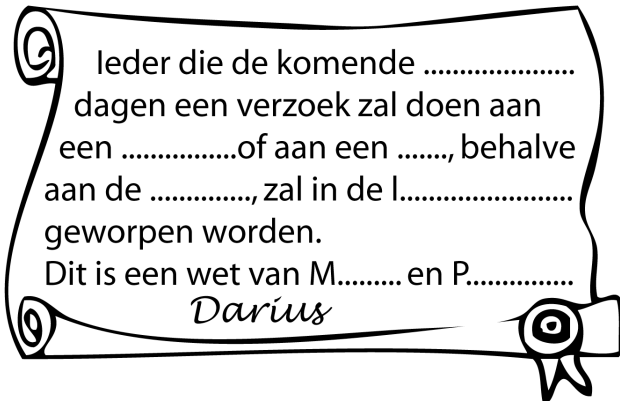 Ieder die de komende ......................
dagen een verzoek zal doen aan
een .................of aan een ......., behalve
aan de ..............., zal in de l.........................
geworpen worden.
Dit is een wet van M......... en P................
Darius